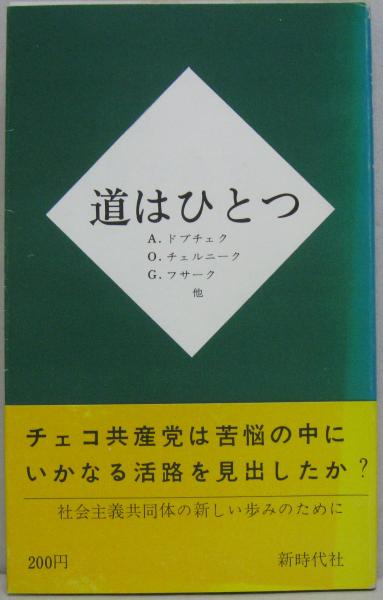 道はひとつ
A. ドブチェク
O. チェルニーク
G. フサーク
他
チェコ共産党は苦悩の中に
いかなる活路を見出したか?
社会主義共同体の新しい歩みのために
200円
新時代社